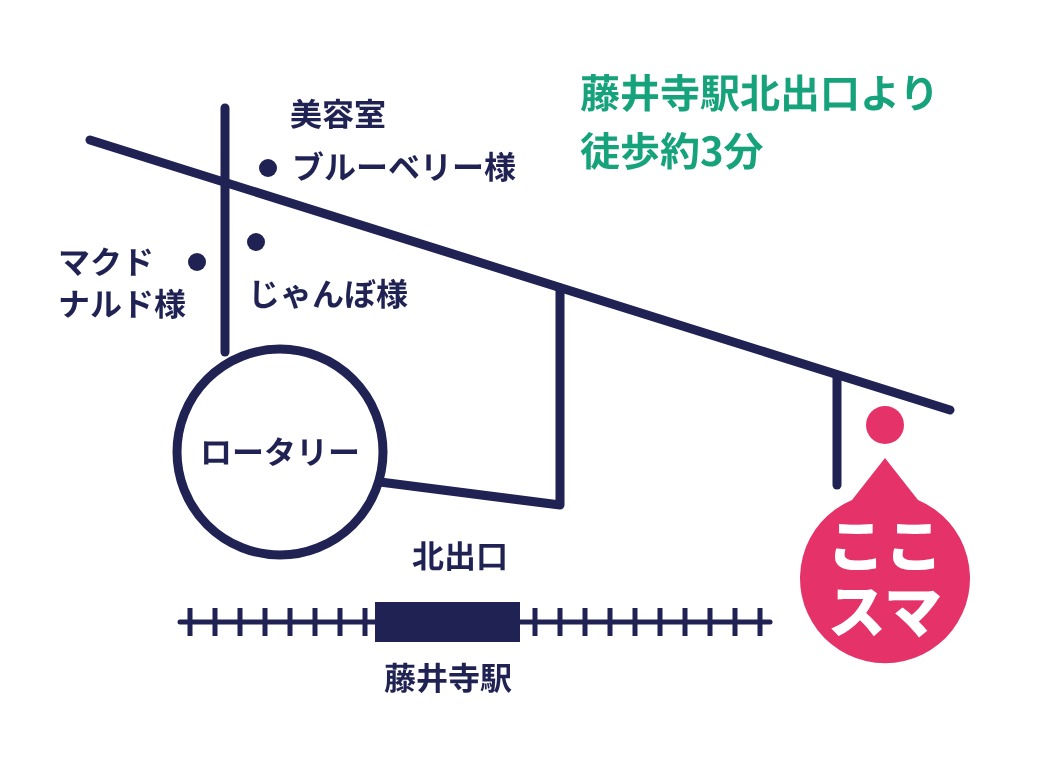 藤井寺駅北出口より
徒歩約3分
美容室
ブルーベリー様
マクド
ナルド様
じゃんぼ様
ロータリー
北出口
藤井寺駅
ここ
スマ